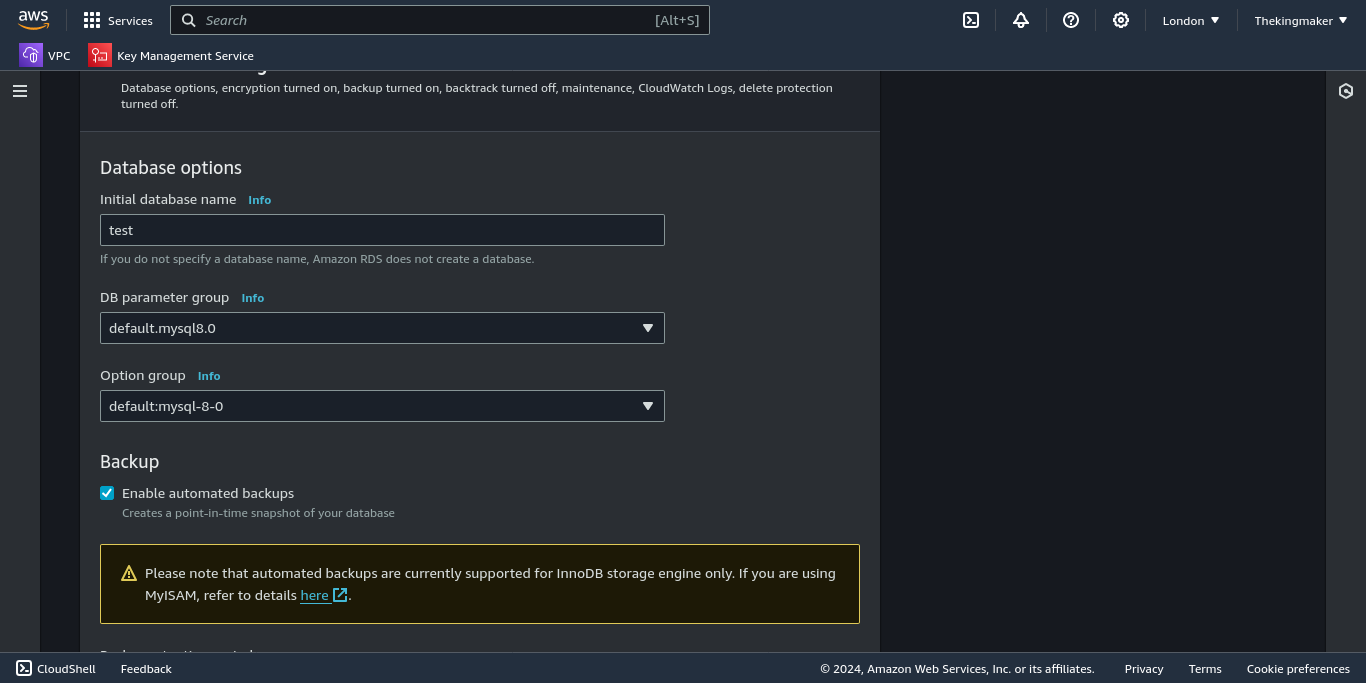 aws
Services
Search
[Alt+S]
London
Thekingmaker
VPC
Key Management Service
Database options, encryption turned on, backup turned on, backtrack turned off, maintenance, CloudWatch Logs, delete protection
turned off.
Database options
Initial database name Info
test
If you do not specify a database name, Amazon RDS does not create a database.
DB parameter group Info
default.mysql8.0
Option group Info
default:mysql-8-0
Backup
Enable automated backups
Creates a point-in-time snapshot of your database
Please note that automated backups are currently supported for InnoDB storage engine only. If you are using
MyISAM, refer to details here.
CloudShell
Feedback
© 2024, Amazon Web Services, Inc. or its affiliates.
Privacy
Terms
Cookie preferences